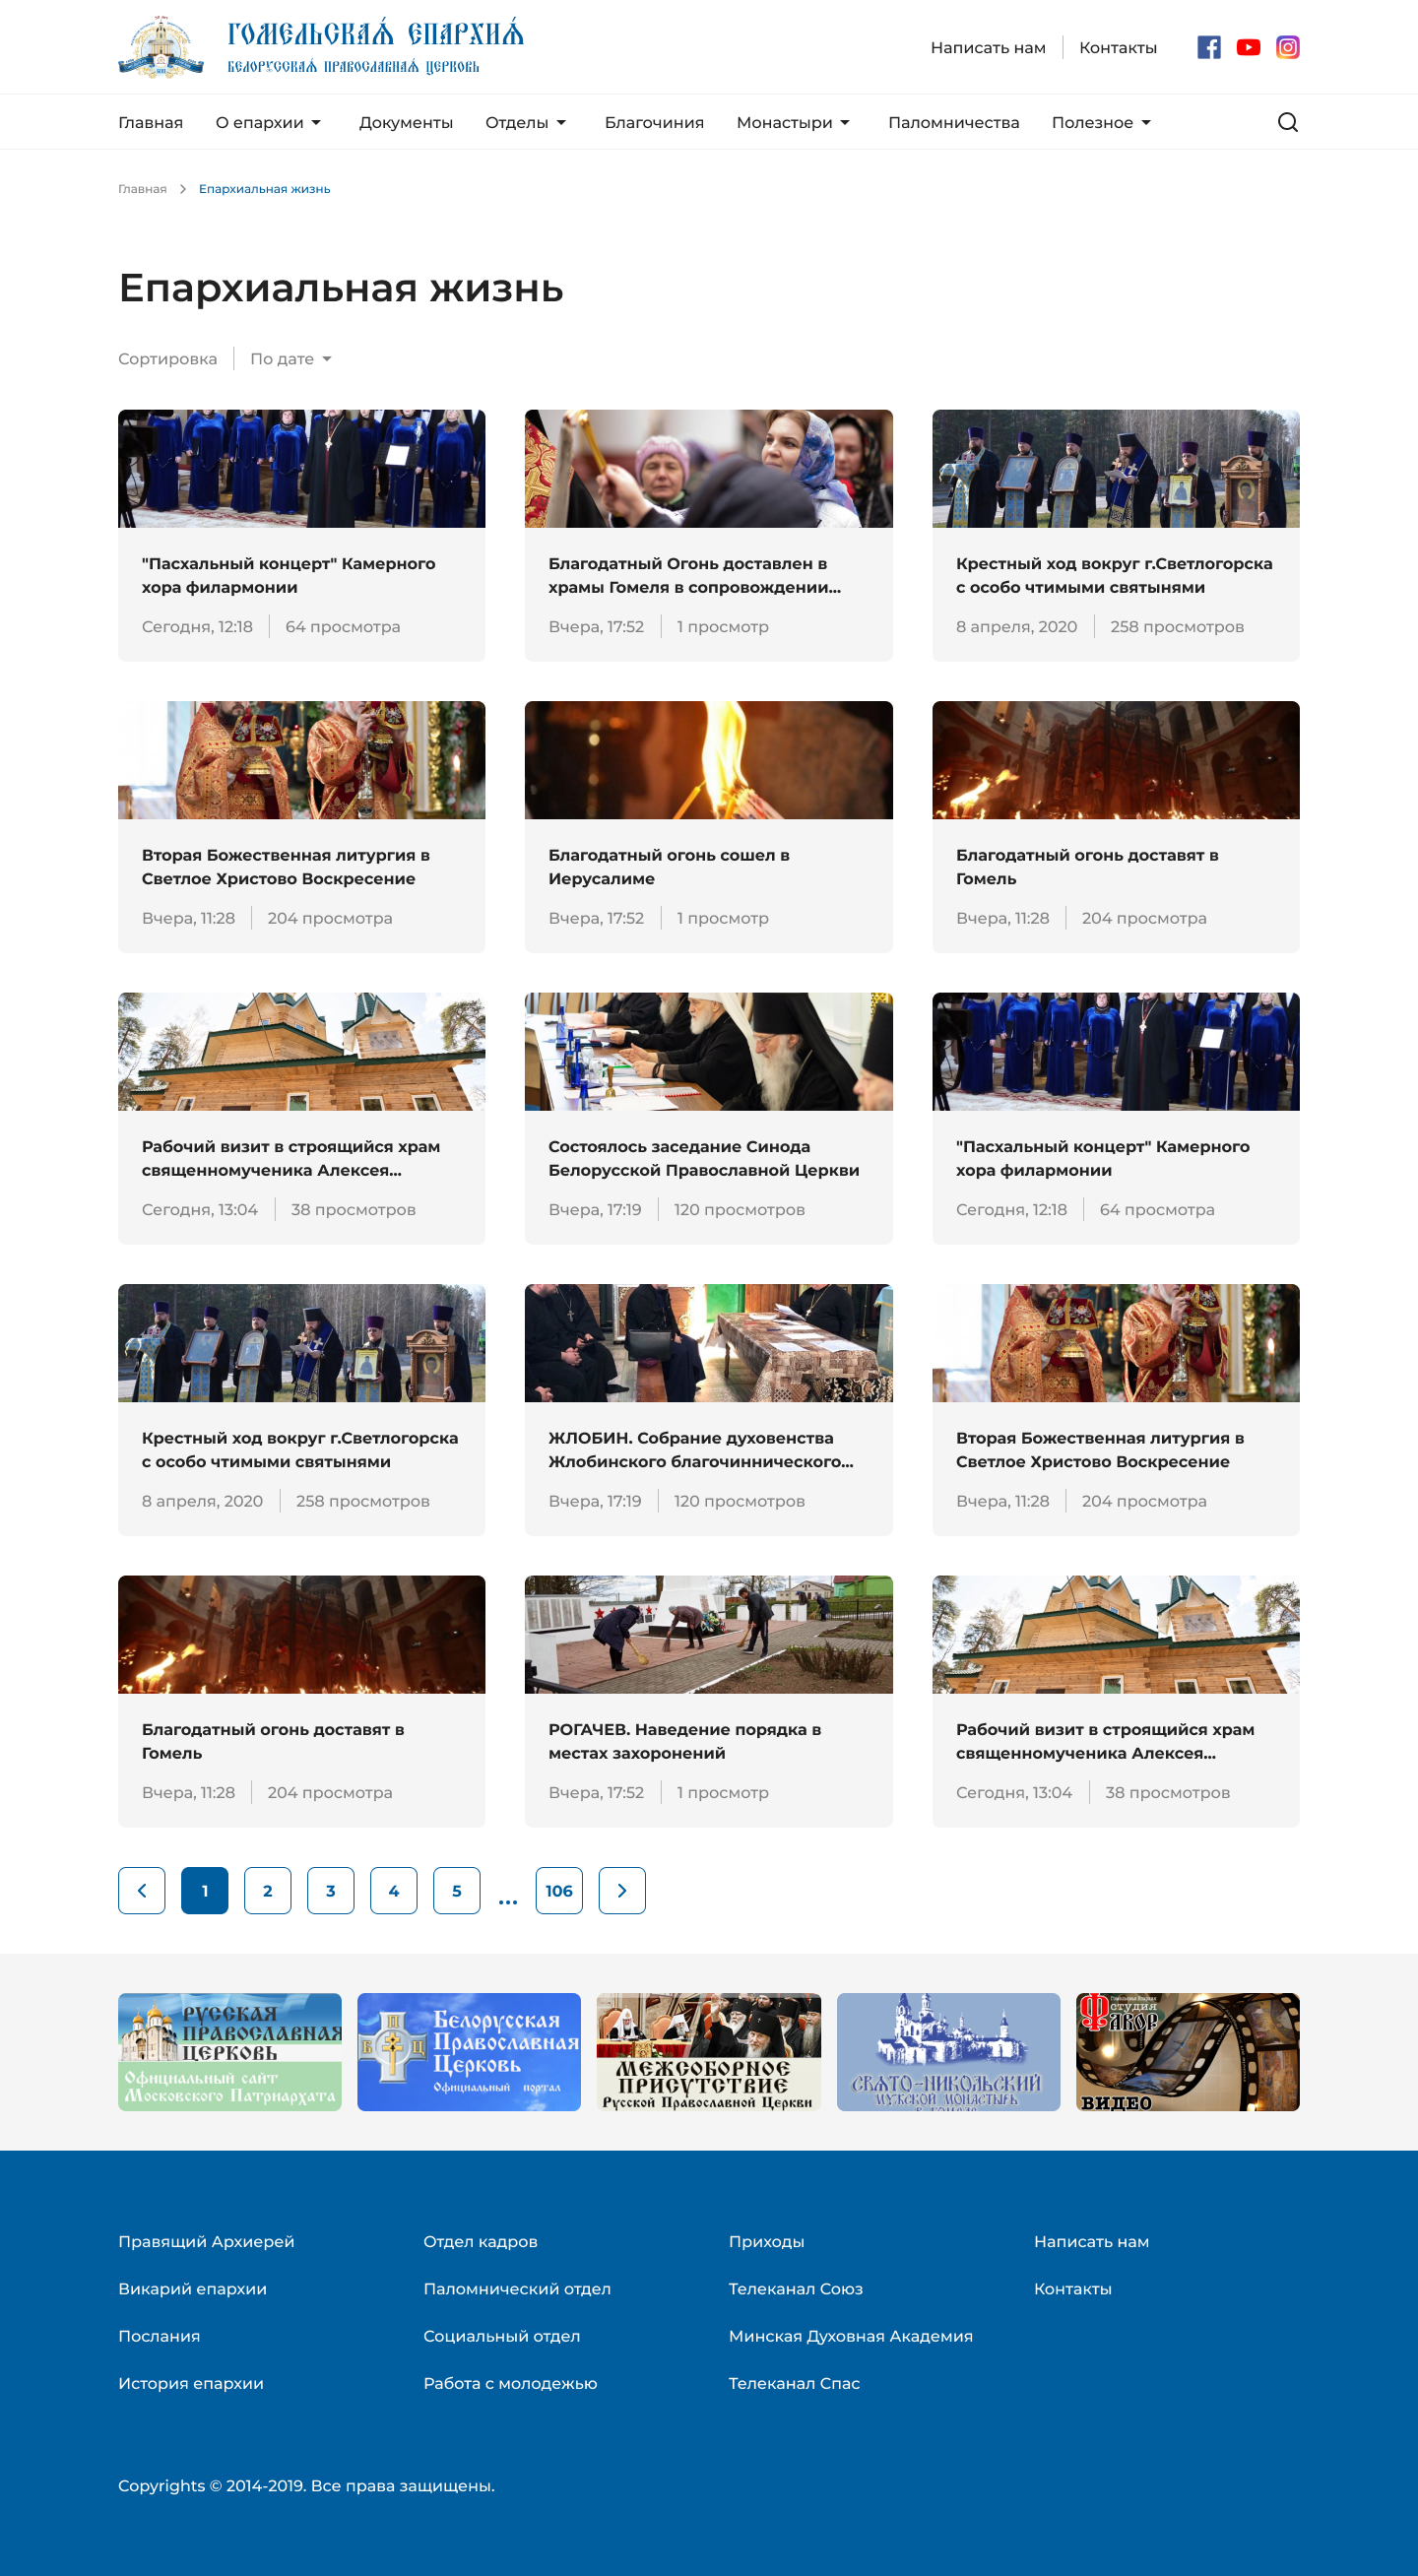 ГОМЕЛЬСКАЯ ЕПАРХИЯ
БЕЛОРУССКАЯ ПРАВОСЛАВНАЯ ЦЕРКОВЬ
Написать нам
Контакты
Главная
О епархии
Документы
Отделы
Благочиния
Монастыри
Паломничества
Полезное
Главная
Епархиальная жизнь
Епархиальная жизнь
Сортировка
По дате
"Пасхальный концерт" Камерного
хора филармонии
Сегодня, 12:18
64 просмотра
Благодатный Огонь доставлен в
храмы Гомеля в сопровождении...
Вчера, 17:52
1 просмотр
Крестный ход вокруг г.Светлогорска
с особо чтимыми святынями
8 апреля, 2020
258 просмотров
Вторая Божественная литургия в
Светлое Христово Воскресение
Вчера, 11:28
204 просмотра
Благодатный огонь сошел в
Иерусалиме
Вчера, 17:52
1 просмотр
Благодатный огонь доставят в
Гомель
Вчера, 11:28
204 просмотра
Рабочий визит в строящийся храм
священномученика Алексея...
Сегодня, 13:04
38 просмотров
Состоялось заседание Синода
Белорусской Православной Церкви
Вчера, 17:19
120 просмотров
"Пасхальный концерт" Камерного
хора филармонии
Сегодня, 12:18
64 просмотра
Крестный ход вокруг г.Светлогорска
с особо чтимыми святынями
8 апреля, 2020
258 просмотров
ЖЛОБИН. Собрание духовенства
Жлобинского благочиннического...
Вчера, 17:19
120 просмотров
Вторая Божественная литургия в
Светлое Христово Воскресение
Вчера, 11:28
204 просмотра
Благодатный огонь доставят в
Гомель
Вчера, 11:28
204 просмотра
РОГАЧЕВ. Наведение порядка в
местах захоронений
Вчера, 17:52
1 просмотр
Рабочий визит в строящийся храм
священномученика Алексея...
Сегодня, 13:04
38 просмотров
1
2
3
4
5
...
106
РУССКАЯ
ПРАВОСЛАВНАЯ
ЦЕРКОВЬ
Официальный сайт
Московского Патриархата
Б П Ц
Белорусская
Православная
Церковь
Официальный портал
МЕЖСОБОРНОЕ
ПРИСУТСТВИЕ
Русской Православной Церкви
СВЯТО-НИКОЛЬСКИЙ
МУЖСКОЙ МОНАСТЫРЬ
студия
ФАВОР
ВИДЕО
Правящий Архиерей
Викарий епархии
Послания
История епархии
Отдел кадров
Паломнический отдел
Социальный отдел
Работа с молодежью
Приходы
Телеканал Союз
Минская Духовная Академия
Телеканал Спас
Написать нам
Контакты
Copyrights © 2014-2019. Все права защищены.